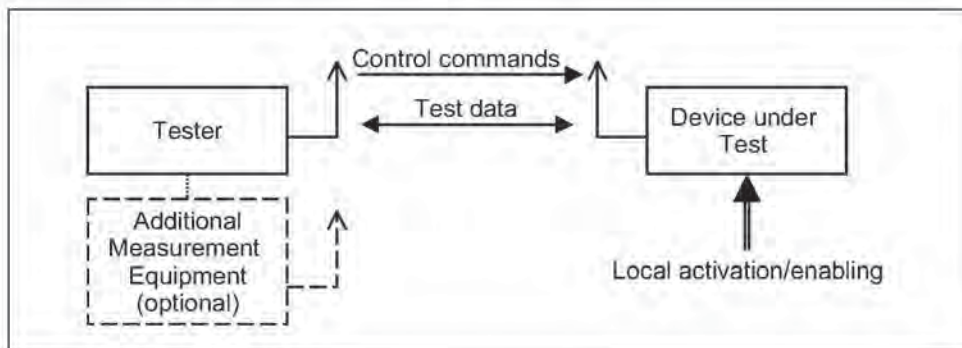 Control commands
Test data
Tester
Device under
Test
Additional
Measurement
Equipment
(optional)
Local activation/enabling